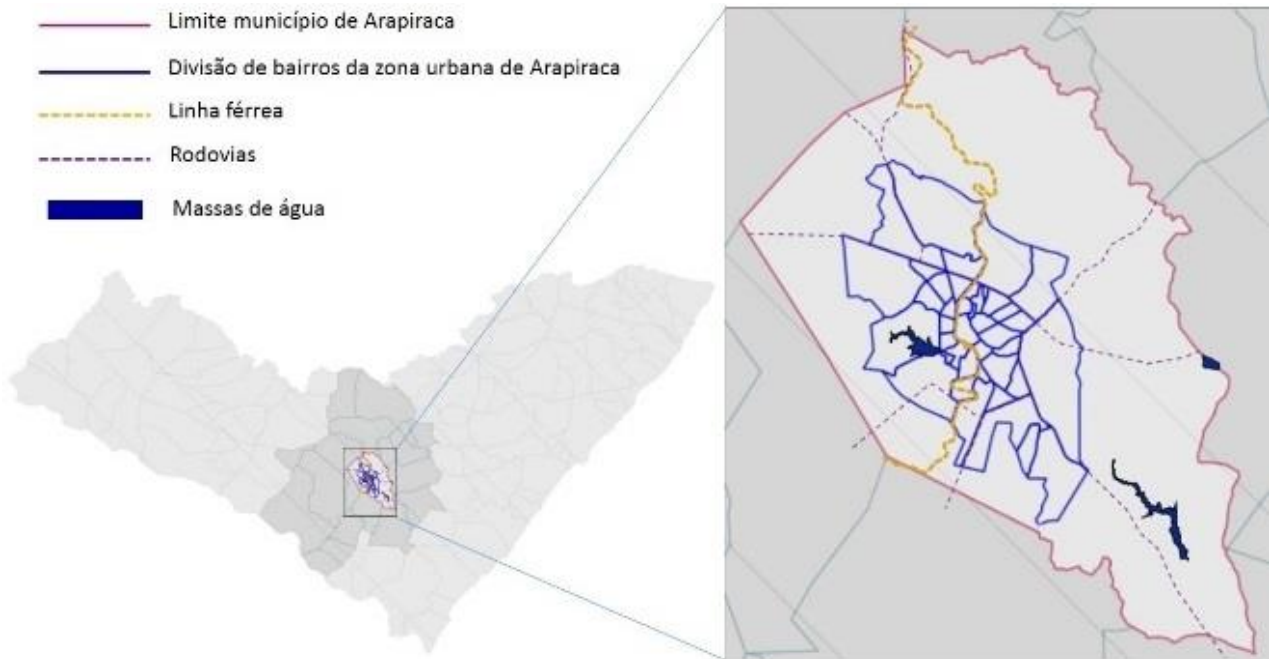 Limite município de Arapiraca
Divisão de bairros da zona urbana de Arapiraca
Linha férrea
Rodovias
Massas de água